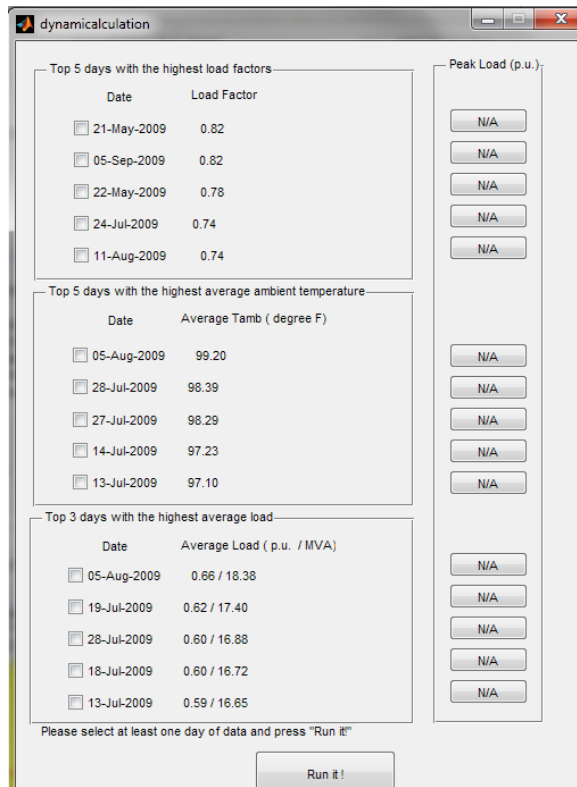 dynamicalculation
Top 5 days with the highest load factors
Peak Load (p.u.)
Date Load Factor
21-May-2009 0.82 N/A
05-Sep-2009 0.82 N/A
22-May-2009 0.78 N/A
24-Jul-2009 0.74 N/A
11-Aug-2009 0.74 N/A
Top 5 days with the highest average ambient temperature
Date Average Tamb ( degree F)
05-Aug-2009 99.20 N/A
28-Jul-2009 98.39 N/A
27-Jul-2009 98.29 N/A
14-Jul-2009 97.23 N/A
13-Jul-2009 97.10 N/A
Top 3 days with the highest average load
Date Average Load ( p.u. / MVA)
05-Aug-2009 0.66 / 18.38 N/A
19-Jul-2009 0.62 / 17.40 N/A
28-Jul-2009 0.60 / 16.88 N/A
18-Jul-2009 0.60 / 16.72 N/A
13-Jul-2009 0.59 / 16.65 N/A
Please select at least one day of data and press "Run it!"
Run it !